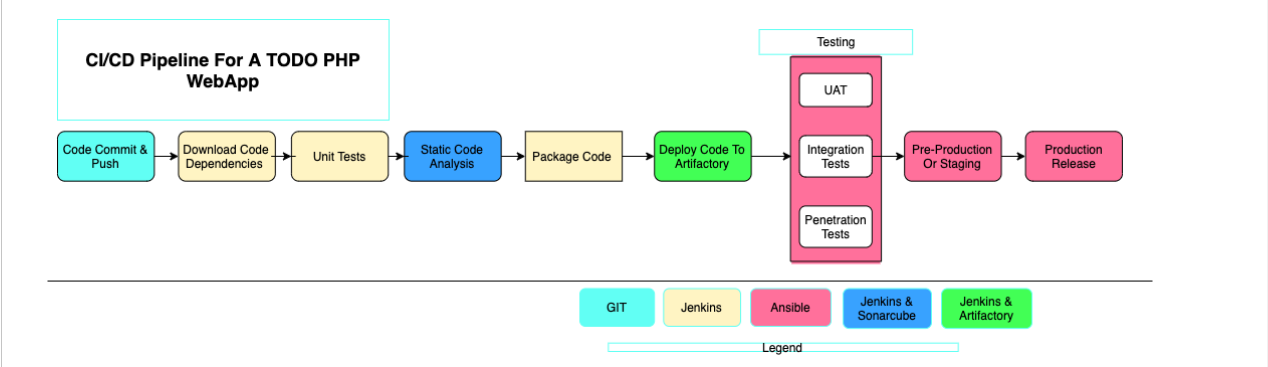 CI/CD Pipeline For A TODO PHP
WebApp
Testing
UAT
Code Commit &
Push
Download Code
Dependencies
Unit Tests
Static Code
Analysis
Package Code
Deploy Code To
Artifactory
Integration
Tests
Pre-Production
Or Staging
Production
Release
Penetration
Tests
GIT
Jenkins
Ansible
Jenkins &
Sonarcube
Jenkins &
Artifactory
Legend